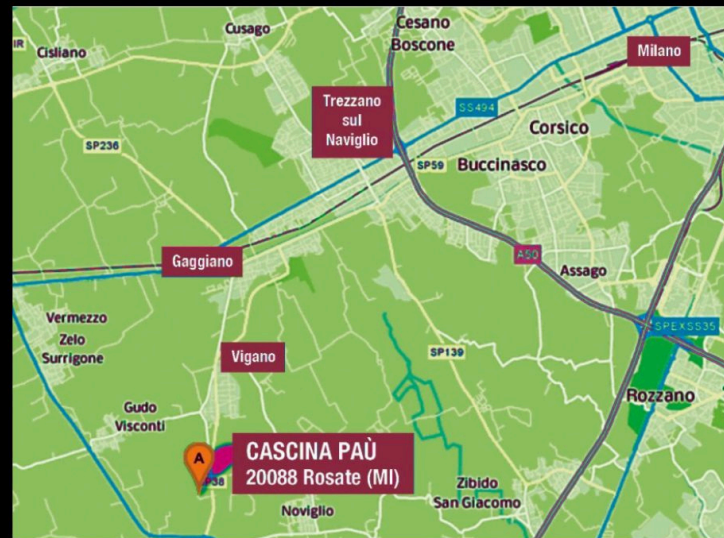 Cusago
Cesano
Boscone
Cisliano
Milano
Trezzano
sul
Naviglio
SS494
Corsico
SP236
SP59
Buccinasco
Gaggiano
A50
Assago
Vermezzo
Zelo
Surrigone
SPEXSS35
Vigano
SP139
Rozzano
Gudo
Visconti
A
CASCINA PAÙ
20088 Rosate (MI)
Zibido
San Giacomo
Noviglio